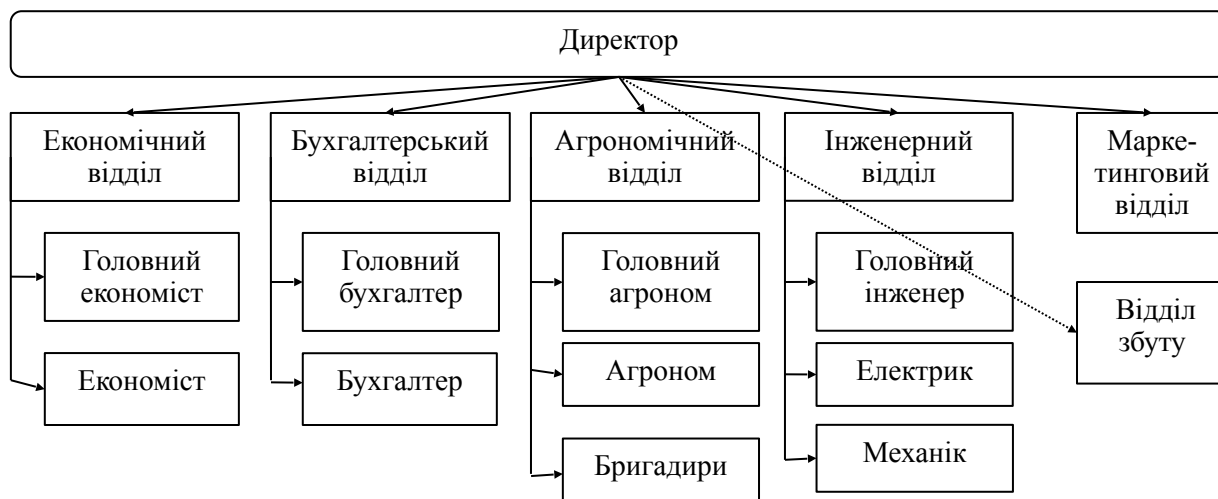 Директор
Економічний
відділ
Бухгалтерський
відділ
Агрономічний
відділ
Інженерний
відділ
Марке-
тинговий
відділ
Головний
економіст
Головний
бухгалтер
Головний
агроном
Головний
інженер
Відділ
збуту
Економіст
Бухгалтер
Агроном
Електрик
Бригадири
Механік